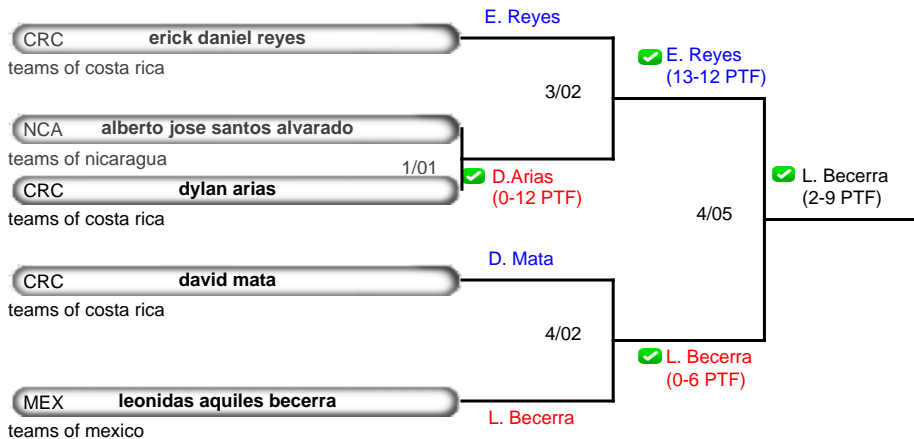 E. Reyes
CRC erick daniel reyes
teams of costa rica
E. Reyes
(13-12 PTF)
3/02
NCA alberto jose santos alvarado
teams of nicaragua
1/01
D.Arias
(0-12 PTF)
CRC dylan arias
teams of costa rica
L. Becerra
(2-9 PTF)
4/05
D. Mata
CRC david mata
teams of costa rica
4/02
L. Becerra
(0-6 PTF)
MEX leonidas aquiles becerra
teams of mexico
L. Becerra